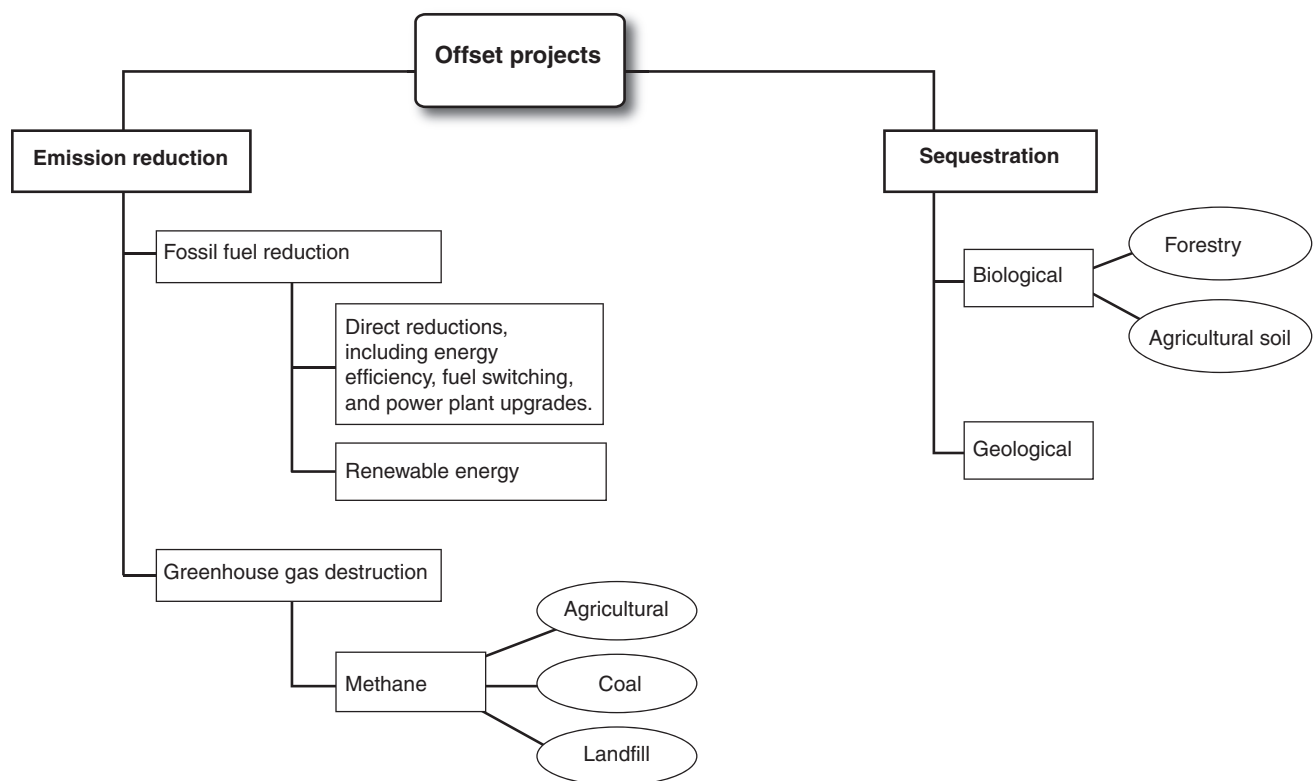 Offset projects
Emission reduction
Sequestration
Fossil fuel reduction
Direct reductions,
including energy
efficiency, fuel switching,
and power plant upgrades.
Renewable energy
Greenhouse gas destruction
Methane
Agricultural
Coal
Landfill
Biological
Forestry
Agricultural soil
Geological